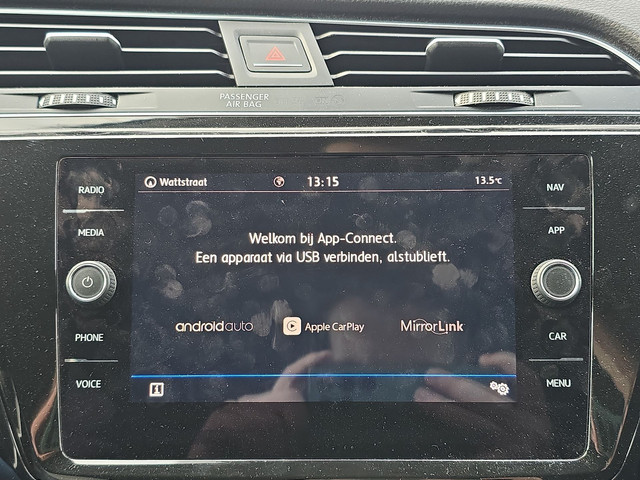 PASSENGER
AIR BAG
RADIO
MEDIA
PHONE
VOICE
Wattstraat
13:15
13.5°C
Welkom bij App-Connect.
Een apparaat via USB verbinden, alstublieft.
androidauto
Apple CarPlay
MirrorLink
NAV
APP
CAR
MENU